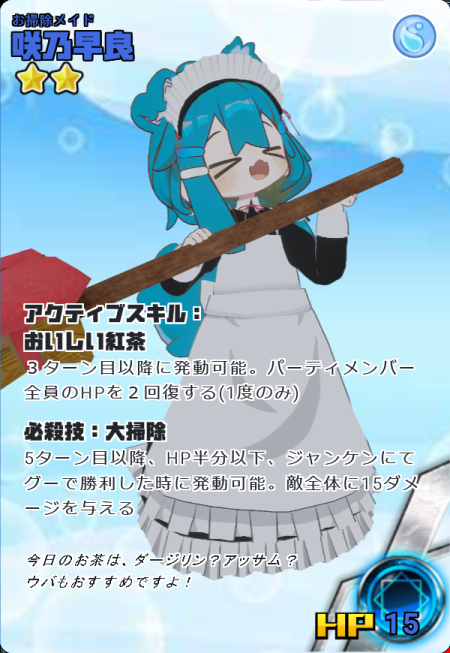 お掃除メイド
咲乃早良
アクティブスキル：
おいしい紅茶
３ターン目以降に発動可能。パーティメンバー
全員のHPを２回復する(1度のみ)
必殺技：大掃除
5ターン目以降、HP半分以下、ジャンケンにて
グーで勝利した時に発動可能。敵全体に15ダメ
ージを与える
今日のお茶は、ダージリン？アッサム？
ウバもおすすめですよ！
HP 15